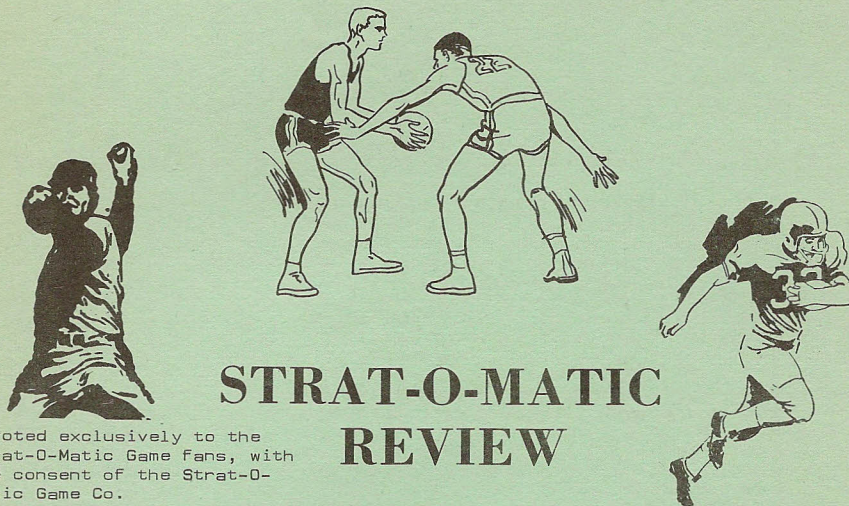 STRAT-O-MATIC
REVIEW
oted exclusively to the
at-O-Matic Game fans, with
consent of the Strat-O-
ic Game Co.